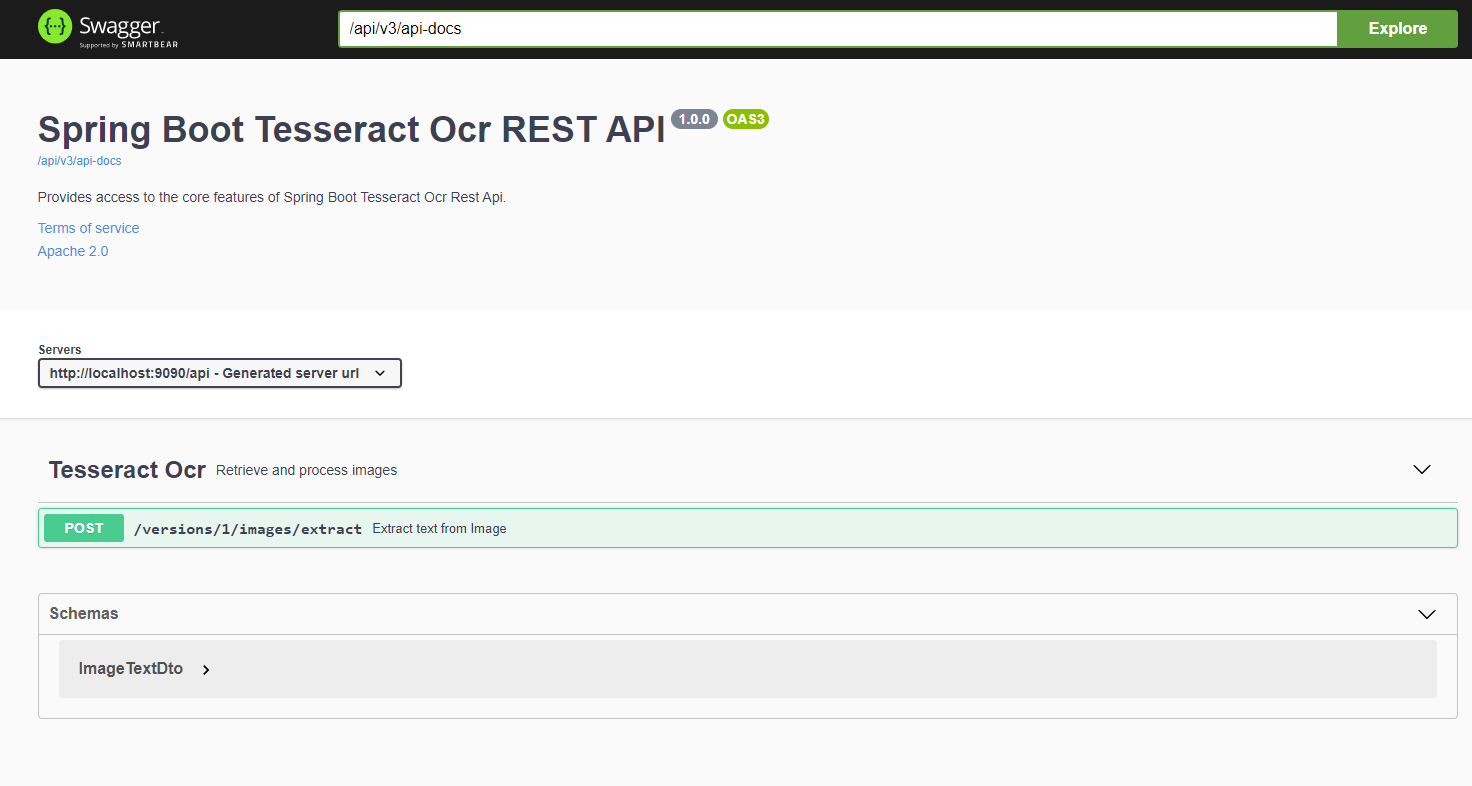 {···} Swagger.
Supported by SMARTBEAR
/api/v3/api-docs
Explore
Spring Boot Tesseract Ocr REST API 1.0.0 OAS3
/api/v3/api-docs
Provides access to the core features of Spring Boot Tesseract Ocr Rest Api.
Terms of service
Apache 2.0
Servers
http://localhost:9090/api - Generated server url
Tesseract Ocr Retrieve and process images
POST /versions/1/images/extract Extract text from Image
Schemas
ImageTextDto